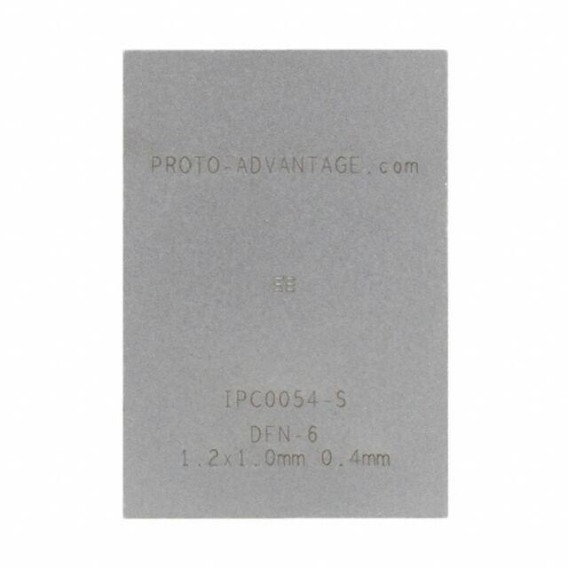 PROTO-ADVANTAGE.com
IPC0054-S
DFN-6
1.2x1.0mm 0.4mm